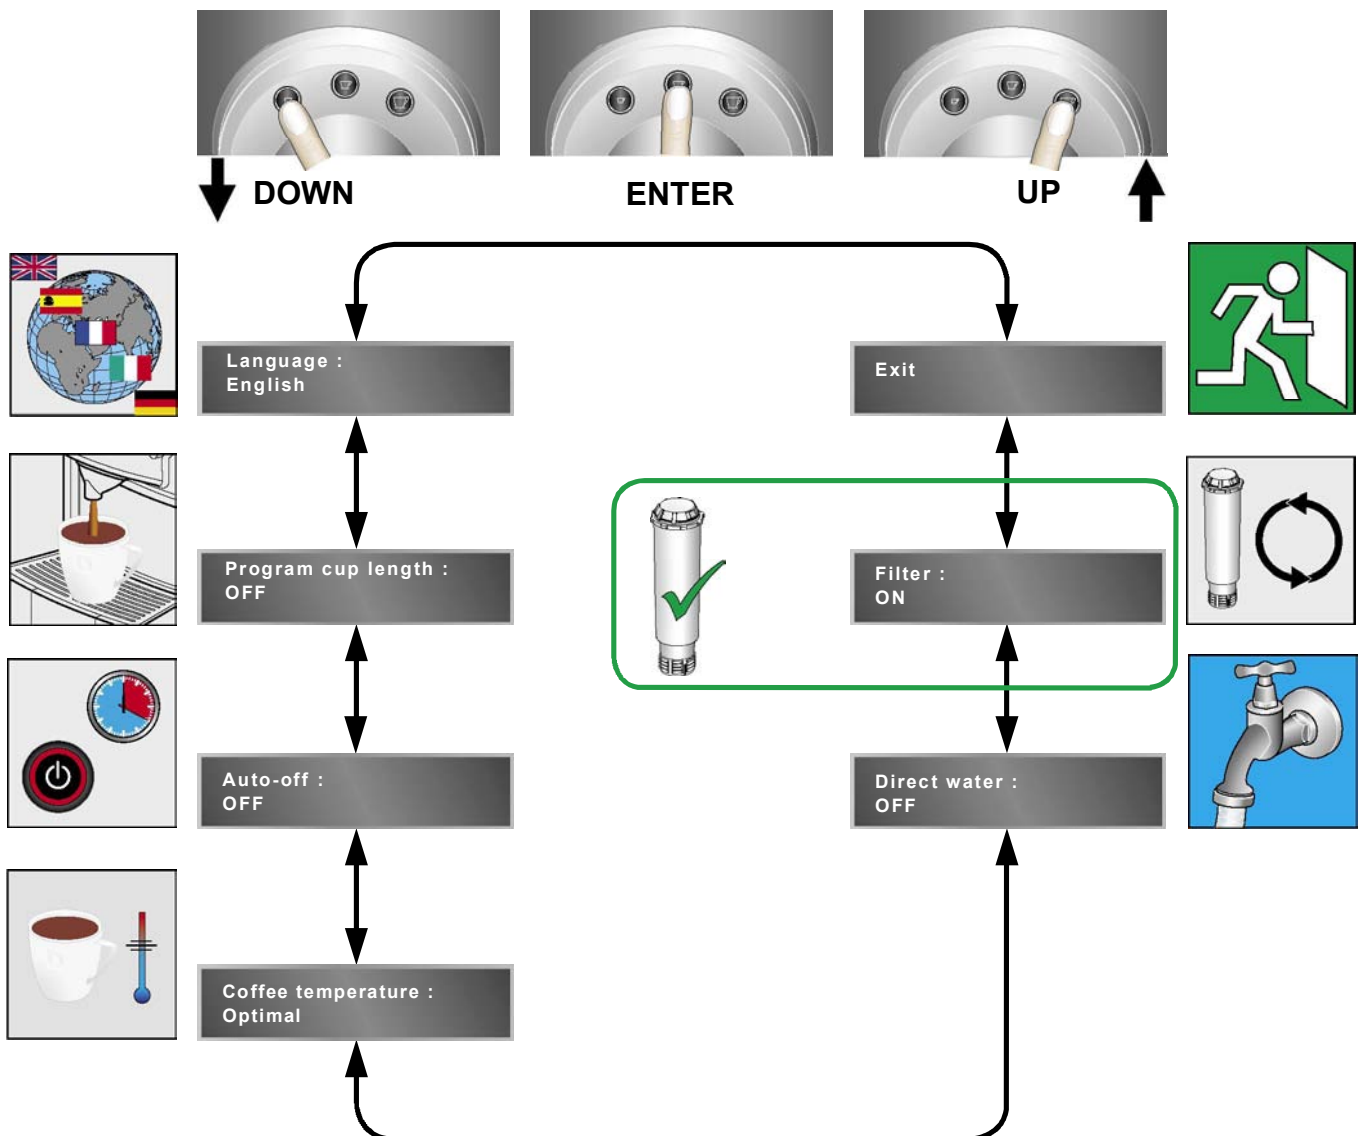 DOWN
ENTER
UP
Language :
English
Exit
Program cup length :
OFF
Filter :
ON
Auto-off :
OFF
Direct water :
OFF
Coffee temperature :
Optimal